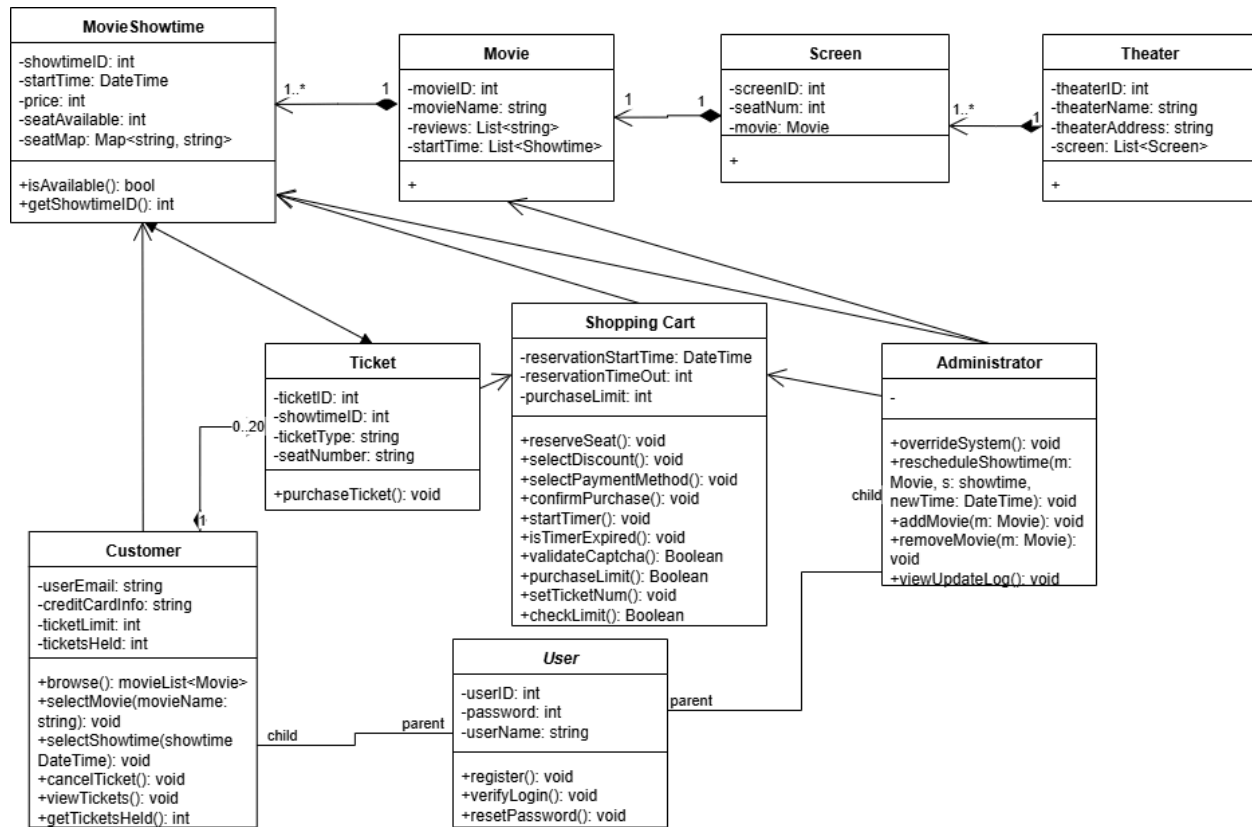 MovieShowtime
-showtimeID: int
-startTime: DateTime
-price: int
-seatAvailable: int
-seatMap: Map<string, string>
+isAvailable(): bool
+getShowtimeID(): int
1..*
1
Movie
-movieID: int
-movieName: string
-reviews: List<string>
-startTime: List<Showtime>
+
1
1
Screen
-screenID: int
-seatNum: int
-movie: Movie
+
1..*
1
Theater
-theaterID: int
-theaterName: string
-theaterAddress: string
-screen: List<Screen>
+
Ticket
-ticketID: int
-showtimeID: int
-ticketType: string
-seatNumber: string
+purchaseTicket(): void
0..20
1
Shopping Cart
-reservationStartTime: DateTime
-reservationTimeOut: int
-purchaseLimit: int
+reserveSeat(): void
+selectDiscount(): void
+selectPaymentMethod(): void
+confirmPurchase(): void
+startTimer(): void
+isTimerExpired(): void
+validateCaptcha(): Boolean
+purchaseLimit(): Boolean
+setTicketNum(): void
+checkLimit(): Boolean
Administrator
-
+overrideSystem(): void
+rescheduleShowtime(m:
Movie, s: showtime,
newTime: DateTime): void
+addMovie(m: Movie): void
+removeMovie(m: Movie):
void
+viewUpdateLog(): void
child
Customer
-userEmail: string
-creditCardInfo: string
-ticketLimit: int
-ticketsHeld: int
+browse(): movieList<Movie>
+selectMovie(movieName:
string): void
+selectShowtime(showtime
DateTime): void
+cancelTicket(): void
+viewTickets(): void
+getTicketsHeld(): int
child
parent
User
-userID: int
-password: int
-userName: string
+register(): void
+verifyLogin(): void
+resetPassword(): void
parent